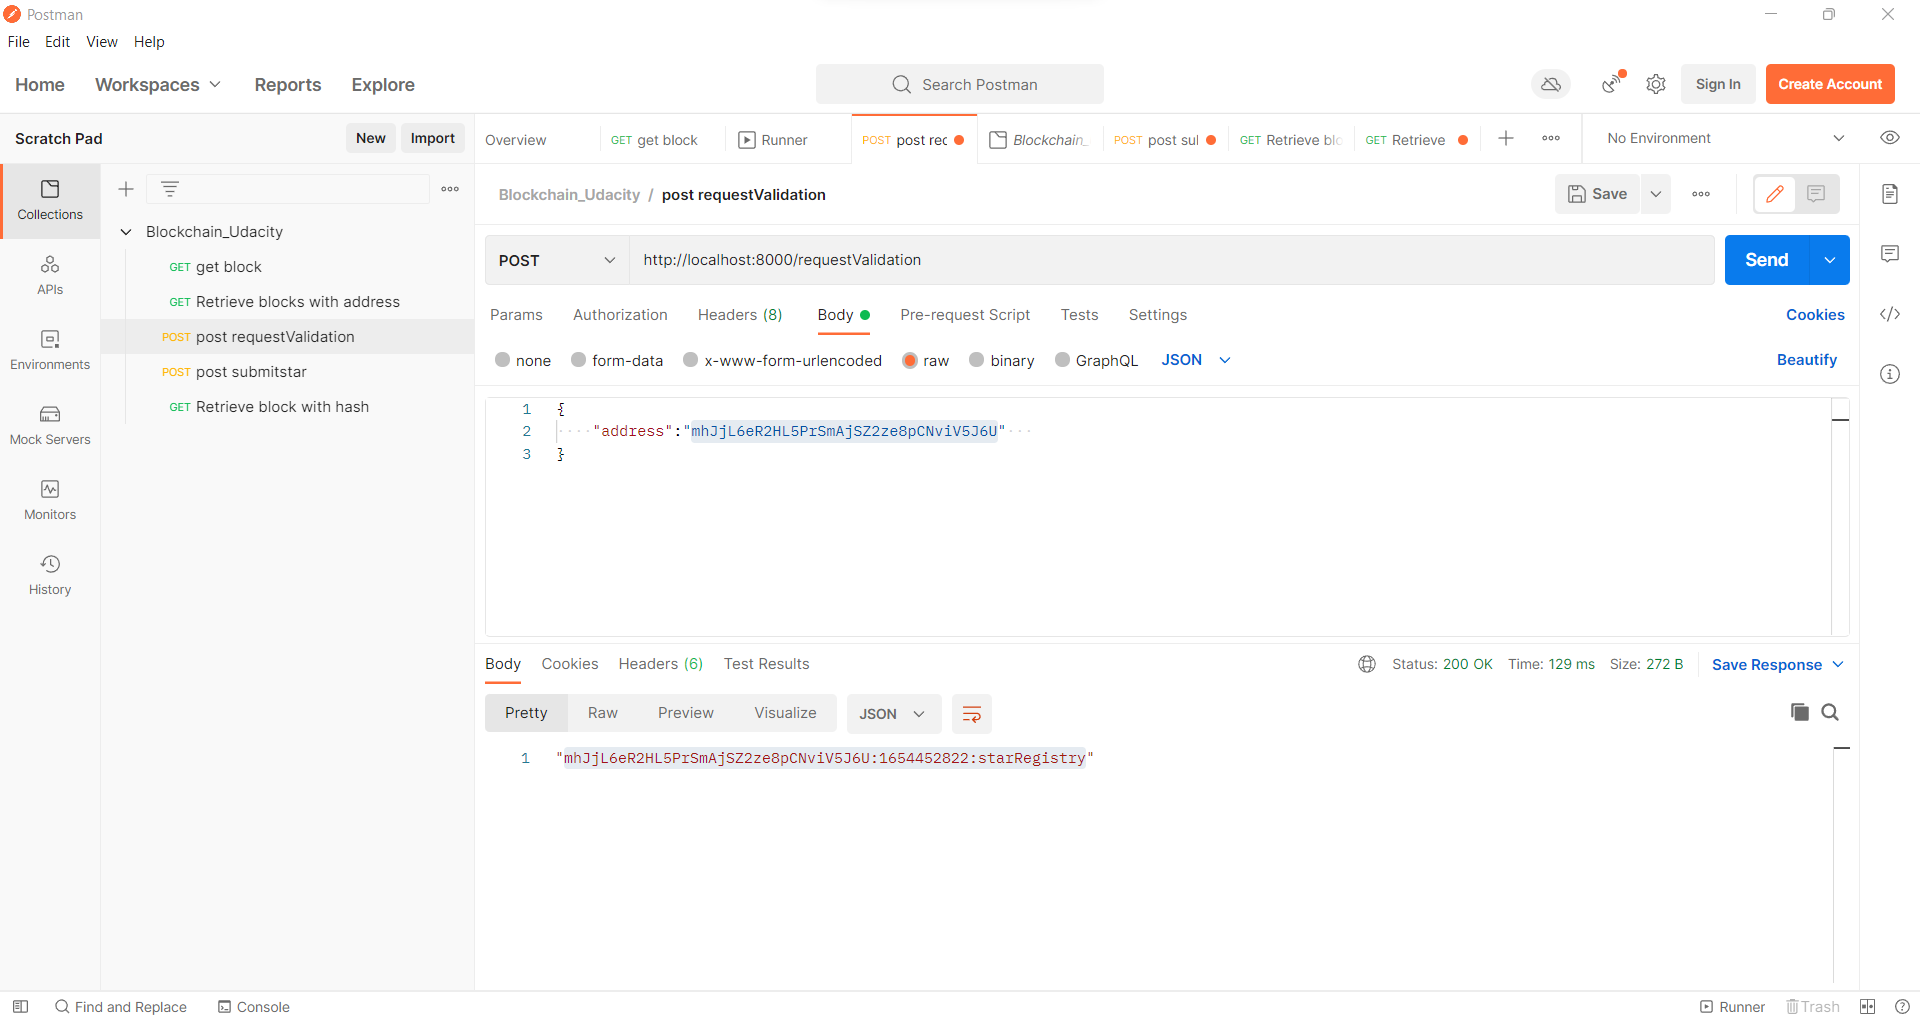 Postman
File Edit View Help
Home Workspaces Reports Explore
Search Postman
Sign In
Create Account
Scratch Pad
New
Import
Overview
GET get block
Runner
POST post rec
Blockchain_
POST post sul
GET Retrieve blo
GET Retrieve
No Environment
Collections
APIs
Environments
Mock Servers
Monitors
History
Blockchain_Udacity
GET get block
GET Retrieve blocks with address
POST post requestValidation
POST post submitstar
GET Retrieve block with hash
Blockchain_Udacity / post requestValidation
Save
POST
http://localhost:8000/requestValidation
Send
Params Authorization Headers (8) Body Pre-request Script Tests Settings
Cookies
none form-data x-www-form-urlencoded raw binary GraphQL JSON
Beautify
1 {
2 "address":"mhJjL6eR2HL5PrSmAjSZ2ze8pCNviV5J6U"
3 }
Body Cookies Headers (6) Test Results
Status: 200 OK Time: 129 ms Size: 272 B
Save Response
Pretty Raw Preview Visualize
JSON
1 "mhJjL6eR2HL5PrSmAjSZ2ze8pCNviV5J6U:1654452822:starRegistry"
Find and Replace
Console
Runner
Trash